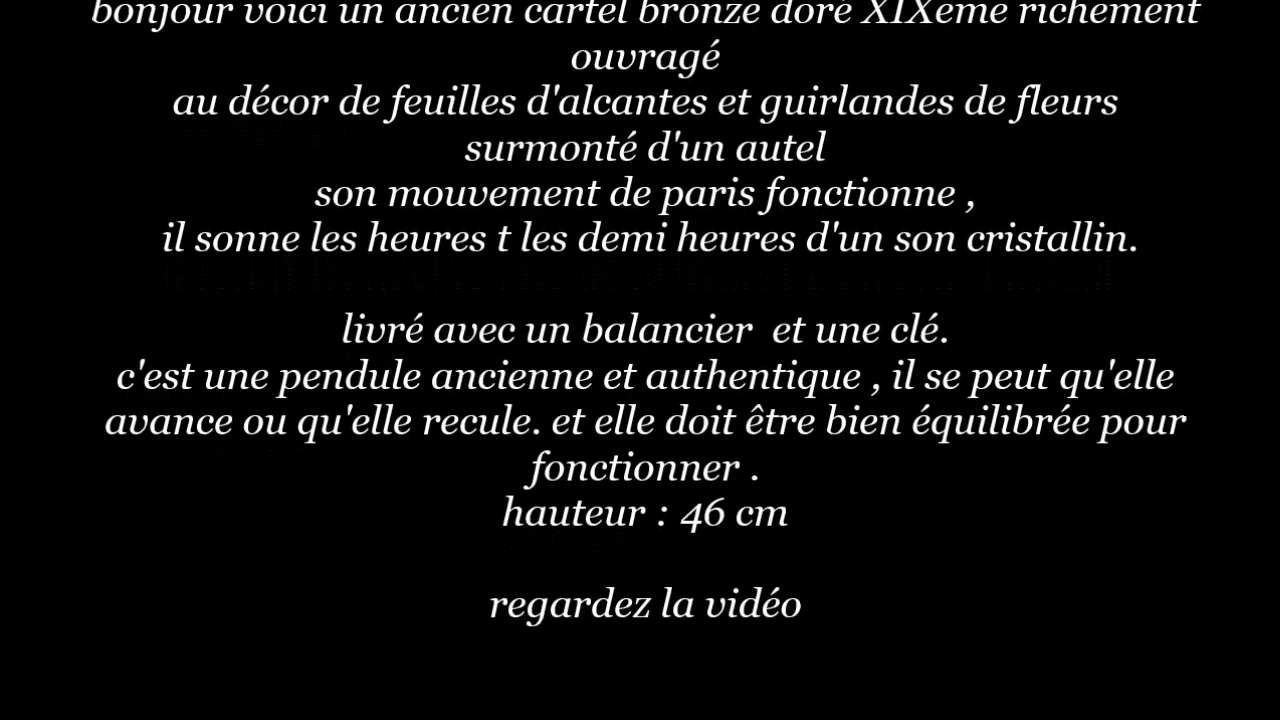 bonjour voici un ancien cartel bronze doré XIXeme richement
ouvragé
au décor de feuilles d'alcantes et guirlandes de fleurs
surmonté d'un autel
son mouvement de paris fonctionne ,
il sonne les heures t les demi heures d'un son cristallin.
livré avec un balancier et une clé.
c'est une pendule ancienne et authentique , il se peut qu'elle
avance ou qu'elle recule. et elle doit être bien équilibrée pour
fonctionner .
hauteur : 46 cm
regardez la vidéo